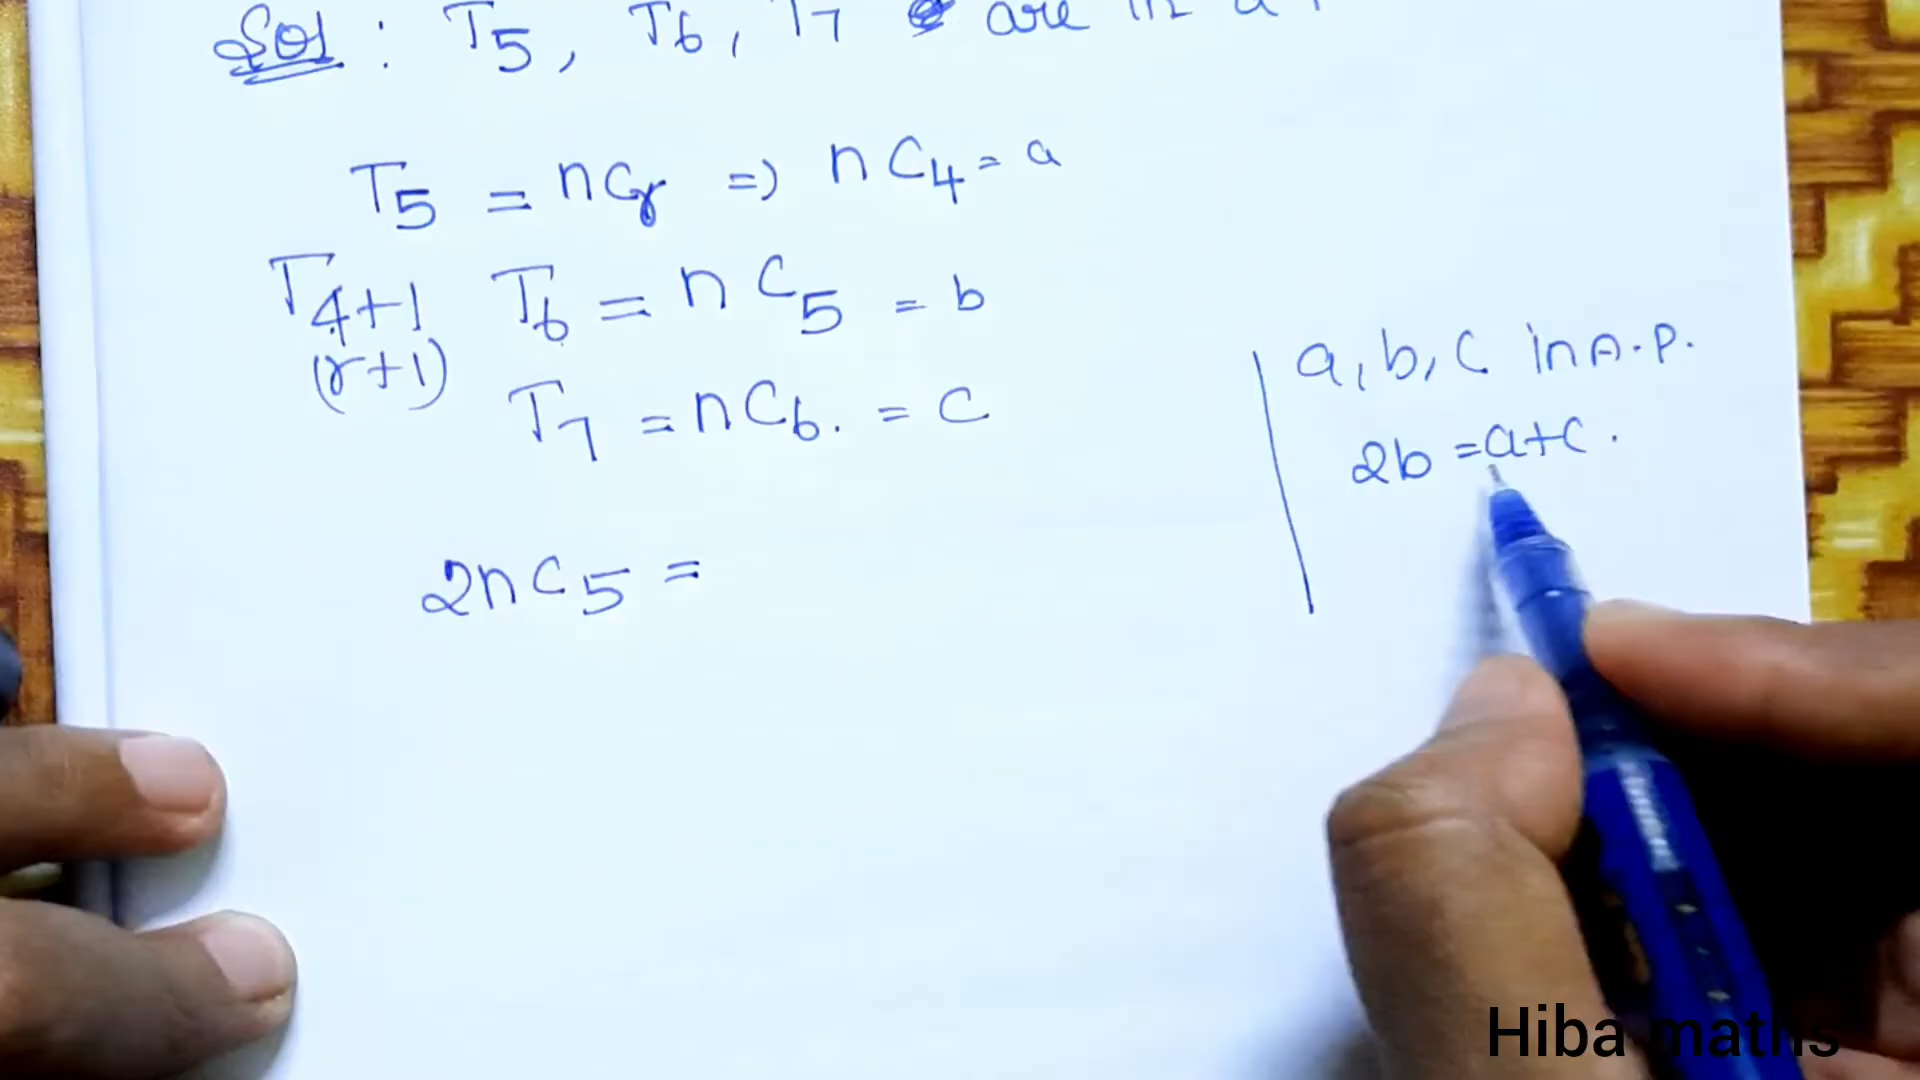 Sol : T5, T6, T7 are in a
T5 = nCr => nC4 = a
T4+1 T6 = nC5 = b
(r+1)
T7 = nC6. = c
a, b, c in A.P.
2b = a+c.
2nC5 =
Hiba maths